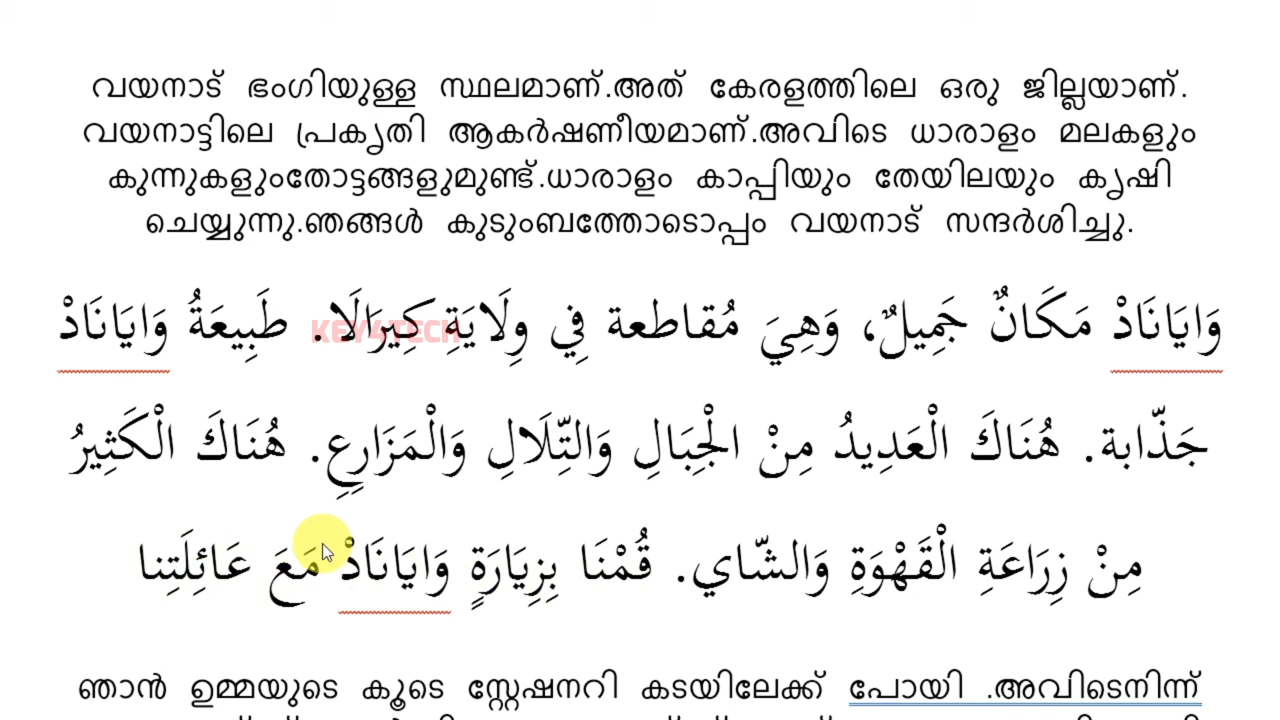 വയനാട് ഭംഗിയുള്ള സ്ഥലമാണ്.അത് കേരളത്തിലെ ഒരു ജില്ലയാണ്.
വയനാട്ടിലെ പ്രകൃതി ആകർഷണീയമാണ്.അവിടെ ധാരാളം മലകളും
കുന്നുകളുംതോട്ടങ്ങളുമുണ്ട്.ധാരാളം കാപ്പിയും തേയിലയും കൃഷി
ചെയ്യുന്നു.ഞങ്ങൾ കുടുംബത്തോടൊപ്പം വയനാട് സന്ദർശിച്ചു.
وَايَانَادْ مَكَانٌ جَمِيلٌ، وَهِيَ مُقاطعة فِي وِلَايَةِ كِيرَالَا. طَبِيعَةُ وَايَانَادْ
KEY4TECH
جَذّابة. هُنَاكَ الْعَدِيدُ مِنْ الْجِبَالِ وَالتِّلَالِ وَالْمَزَارِعِ. هُنَاكَ الْكَثِيرُ
مِنْ زِرَاعَةِ الْقَهْوَةِ وَالشّاي. قُمْنَا بِزِيَارَةٍ وَايَانَادْ مَعَ عَائِلَتِنا
ഞാൻ ഉമ്മയുടെ കൂടെ സ്റ്റേഷനറി കടയിലേക്ക് പോയി .അവിടെനിന്ന്